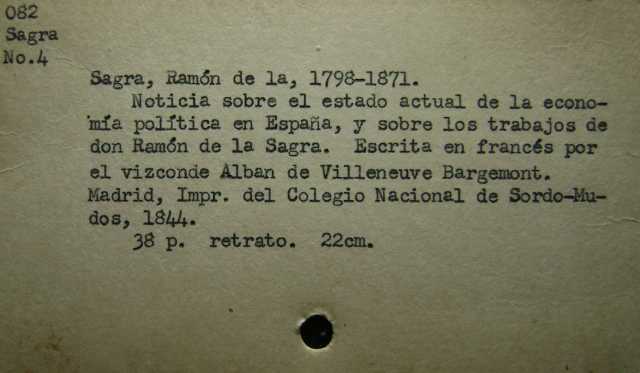 082
Sagra
No.4
Sagra, Ramón de la, 1798-1871.
Noticia sobre el estado actual de la econo-
mía política en España, y sobre los trabajos de
don Ramón de la Sagra. Escrita en francés por
el vizconde Alban de Villeneuve Bargemont.
Madrid, Impr. del Colegio Nacional de Sordo-Mu-
dos, 1844.
38 p. retrato. 22cm.